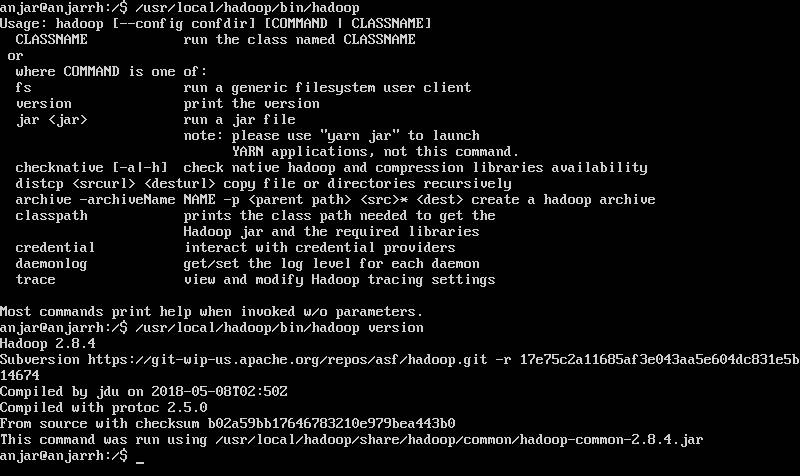 anjar@anjarrh:/$ /usr/local/hadoop/bin/hadoop
Usage: hadoop [--config confdir] [COMMAND | CLASSNAME]
  CLASSNAME            run the class named CLASSNAME
 or
  where COMMAND is one of:
  fs                   run a generic filesystem user client
  version              print the version
  jar <jar>            run a jar file
                       note: please use "yarn jar" to launch
                             YARN applications, not this command.
  checknative [-a|-h]  check native hadoop and compression libraries availability
  distcp <srcurl> <desturl> copy file or directories recursively
  archive -archiveName NAME -p <parent path> <src>* <dest> create a hadoop archive
  classpath            prints the class path needed to get the
                       Hadoop jar and the required libraries
  credential           interact with credential providers
  daemonlog            get/set the log level for each daemon
  trace                view and modify Hadoop tracing settings

Most commands print help when invoked w/o parameters.
anjar@anjarrh:/$ /usr/local/hadoop/bin/hadoop version
Hadoop 2.8.4
Subversion https://git-wip-us.apache.org/repos/asf/hadoop.git -r 17e75c2a11685af3e043aa5e604dc831e5b
14674
Compiled by jdu on 2018-05-08T02:50Z
Compiled with protoc 2.5.0
From source with checksum b02a59bb17646783210e979bea443b0
This command was run using /usr/local/hadoop/share/hadoop/common/hadoop-common-2.8.4.jar
anjar@anjarrh:/$ _